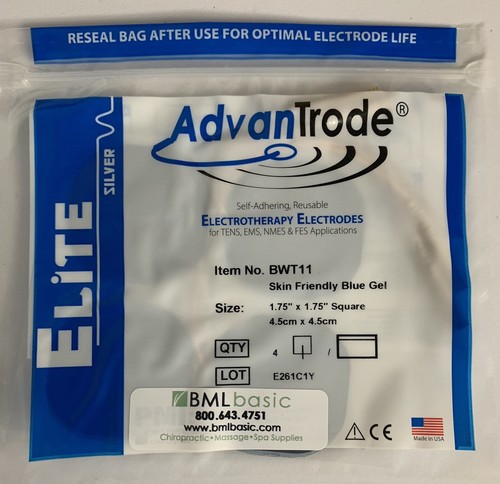 RESEAL BAG AFTER USE FOR OPTIMAL ELECTRODE LIFE
ELiTE
SILVER
AdvanTrode®
Self-Adhering, Reusable
ELECTROTHERAPY ELECTRODES
for TENS, EMS, NMES & FES Applications
Item No. BWT11
Skin Friendly Blue Gel
Size: 1.75" x 1.75" Square
4.5cm x 4.5cm
QTY 4 /
LOT E261C1Y
BMLbasic
800.643.4751
www.bmlbasic.com
Chiropractic • Massage • Spa Supplies
CE
Made in USA